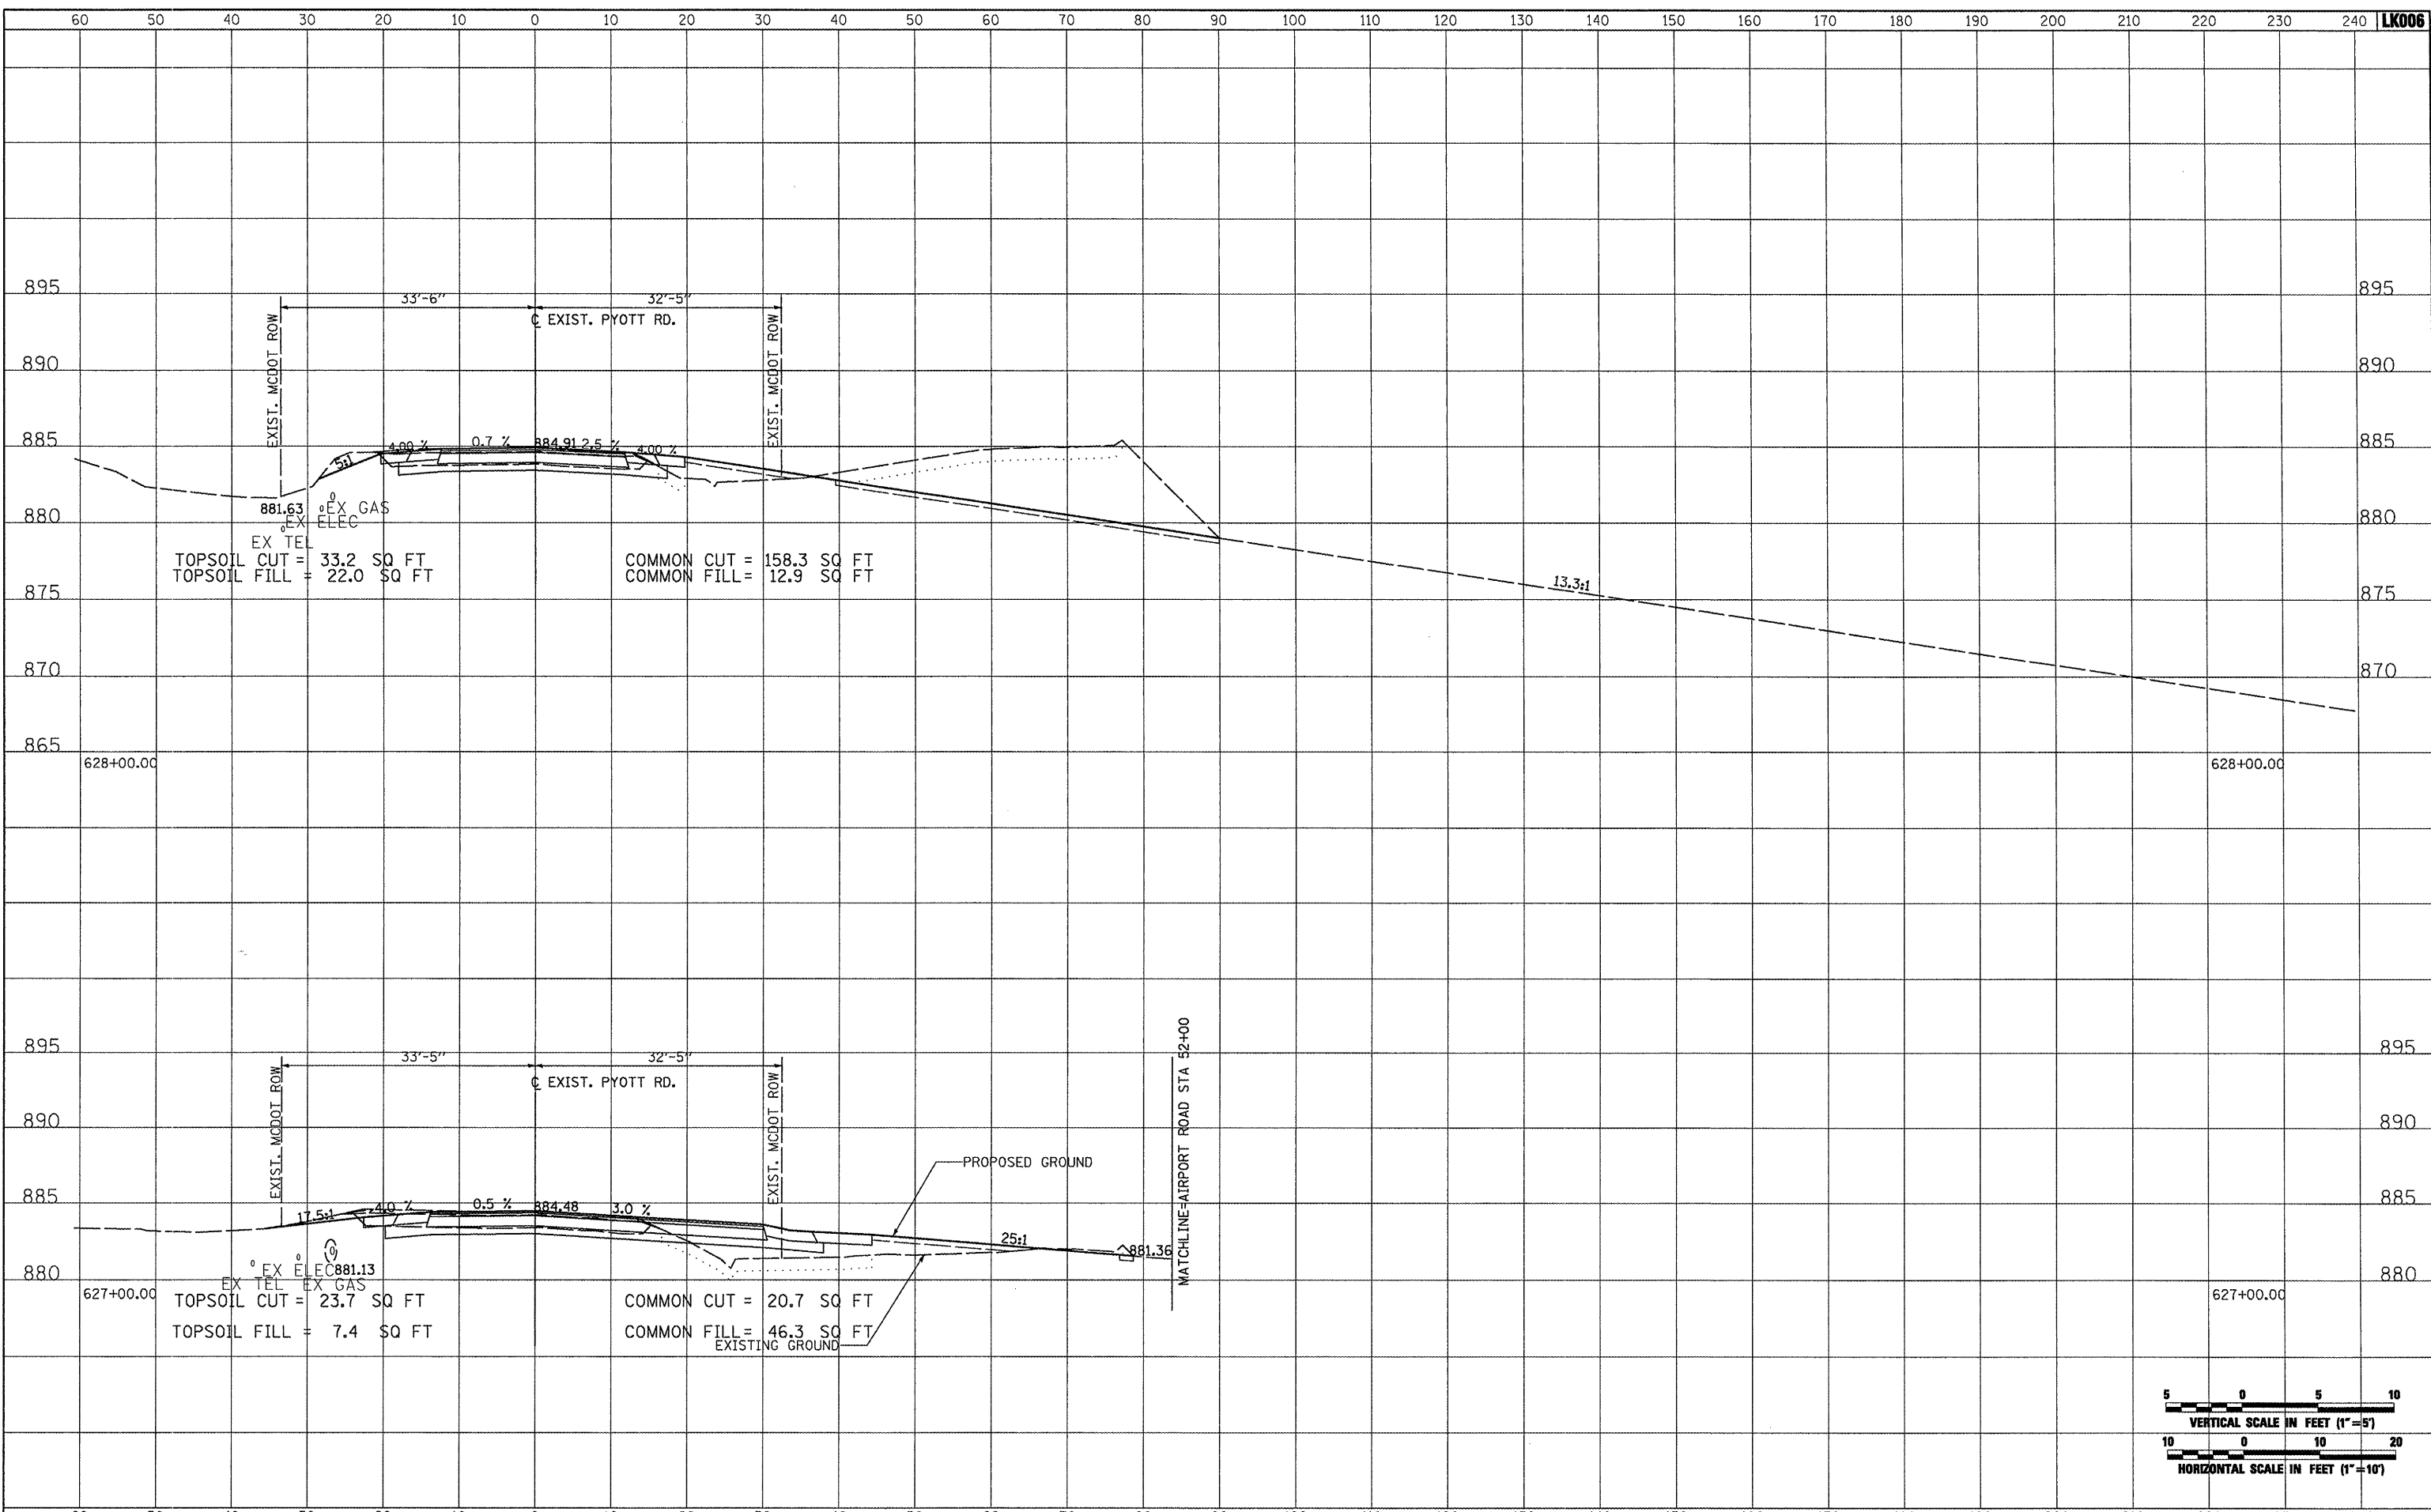 60 50 40 30 20 10 0 10 20 30 40 50 60 70 80 90 100 110 120 130 140 150 160 170 180 190 200 210 220 230 240 LK006
895 895
33'-6" 32'-5"
℄ EXIST. PYOTT RD.
EXIST. MCDOT ROW
EXIST. MCDOT ROW
890 890
885 885
5:1 4.00 % 0.7 % 884.91 2.5 % 4.00 %
881.63 EX GAS
EX ELEC
880 880
EX TEL
TOPSOIL CUT = 33.2 SQ FT COMMON CUT = 158.3 SQ FT
TOPSOIL FILL = 22.0 SQ FT COMMON FILL= 12.9 SQ FT
13.3:1
875 875
870 870
865
628+00.00 628+00.00
895 895
33'-5" 32'-5"
℄ EXIST. PYOTT RD.
EXIST. MCDOT ROW
EXIST. MCDOT ROW
MATCHLINE=AIRPORT ROAD STA 52+00
890 890
PROPOSED GROUND
885 885
17.5:1 4.0 % 0.5 % 884.48 3.0 %
25:1 881.36
EX ELEC 881.13
880 880
EX TEL EX GAS
627+00.00 627+00.00
TOPSOIL CUT = 23.7 SQ FT COMMON CUT = 20.7 SQ FT
TOPSOIL FILL = 7.4 SQ FT COMMON FILL= 46.3 SQ FT
EXISTING GROUND
5 0 5 10
VERTICAL SCALE IN FEET (1"=5')
10 0 10 20
HORIZONTAL SCALE IN FEET (1"=10')